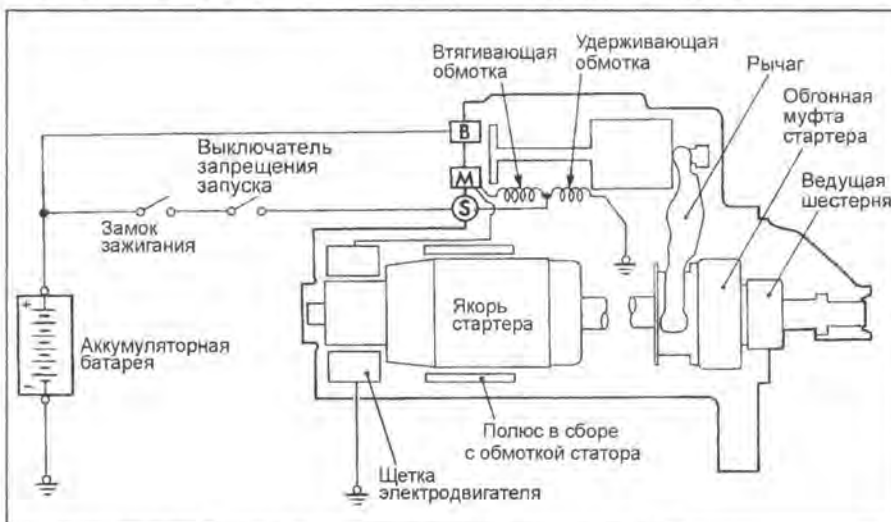 Втягивающая
обмотка
Удерживающая
обмотка
Рычаг
Обгонная
муфта
стартера
Ведущая
шестерня
B
M
S
Выключатель
запрещения
запуска
Замок
зажигания
+
-
Аккумуляторная
батарея
Якорь
стартера
Полюс в сборе
с обмоткой статора
Щетка
электродвигателя